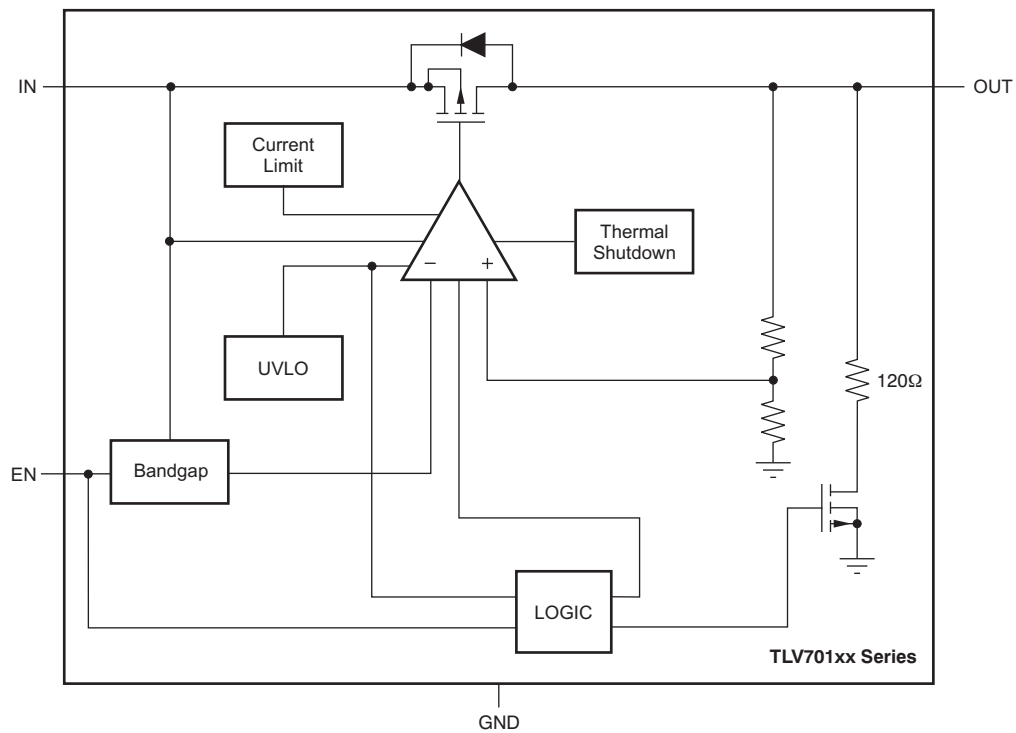 IN
OUT
Current
Limit
Thermal
Shutdown
−
+
UVLO
120Ω
EN
Bandgap
LOGIC
TLV701xx Series
GND